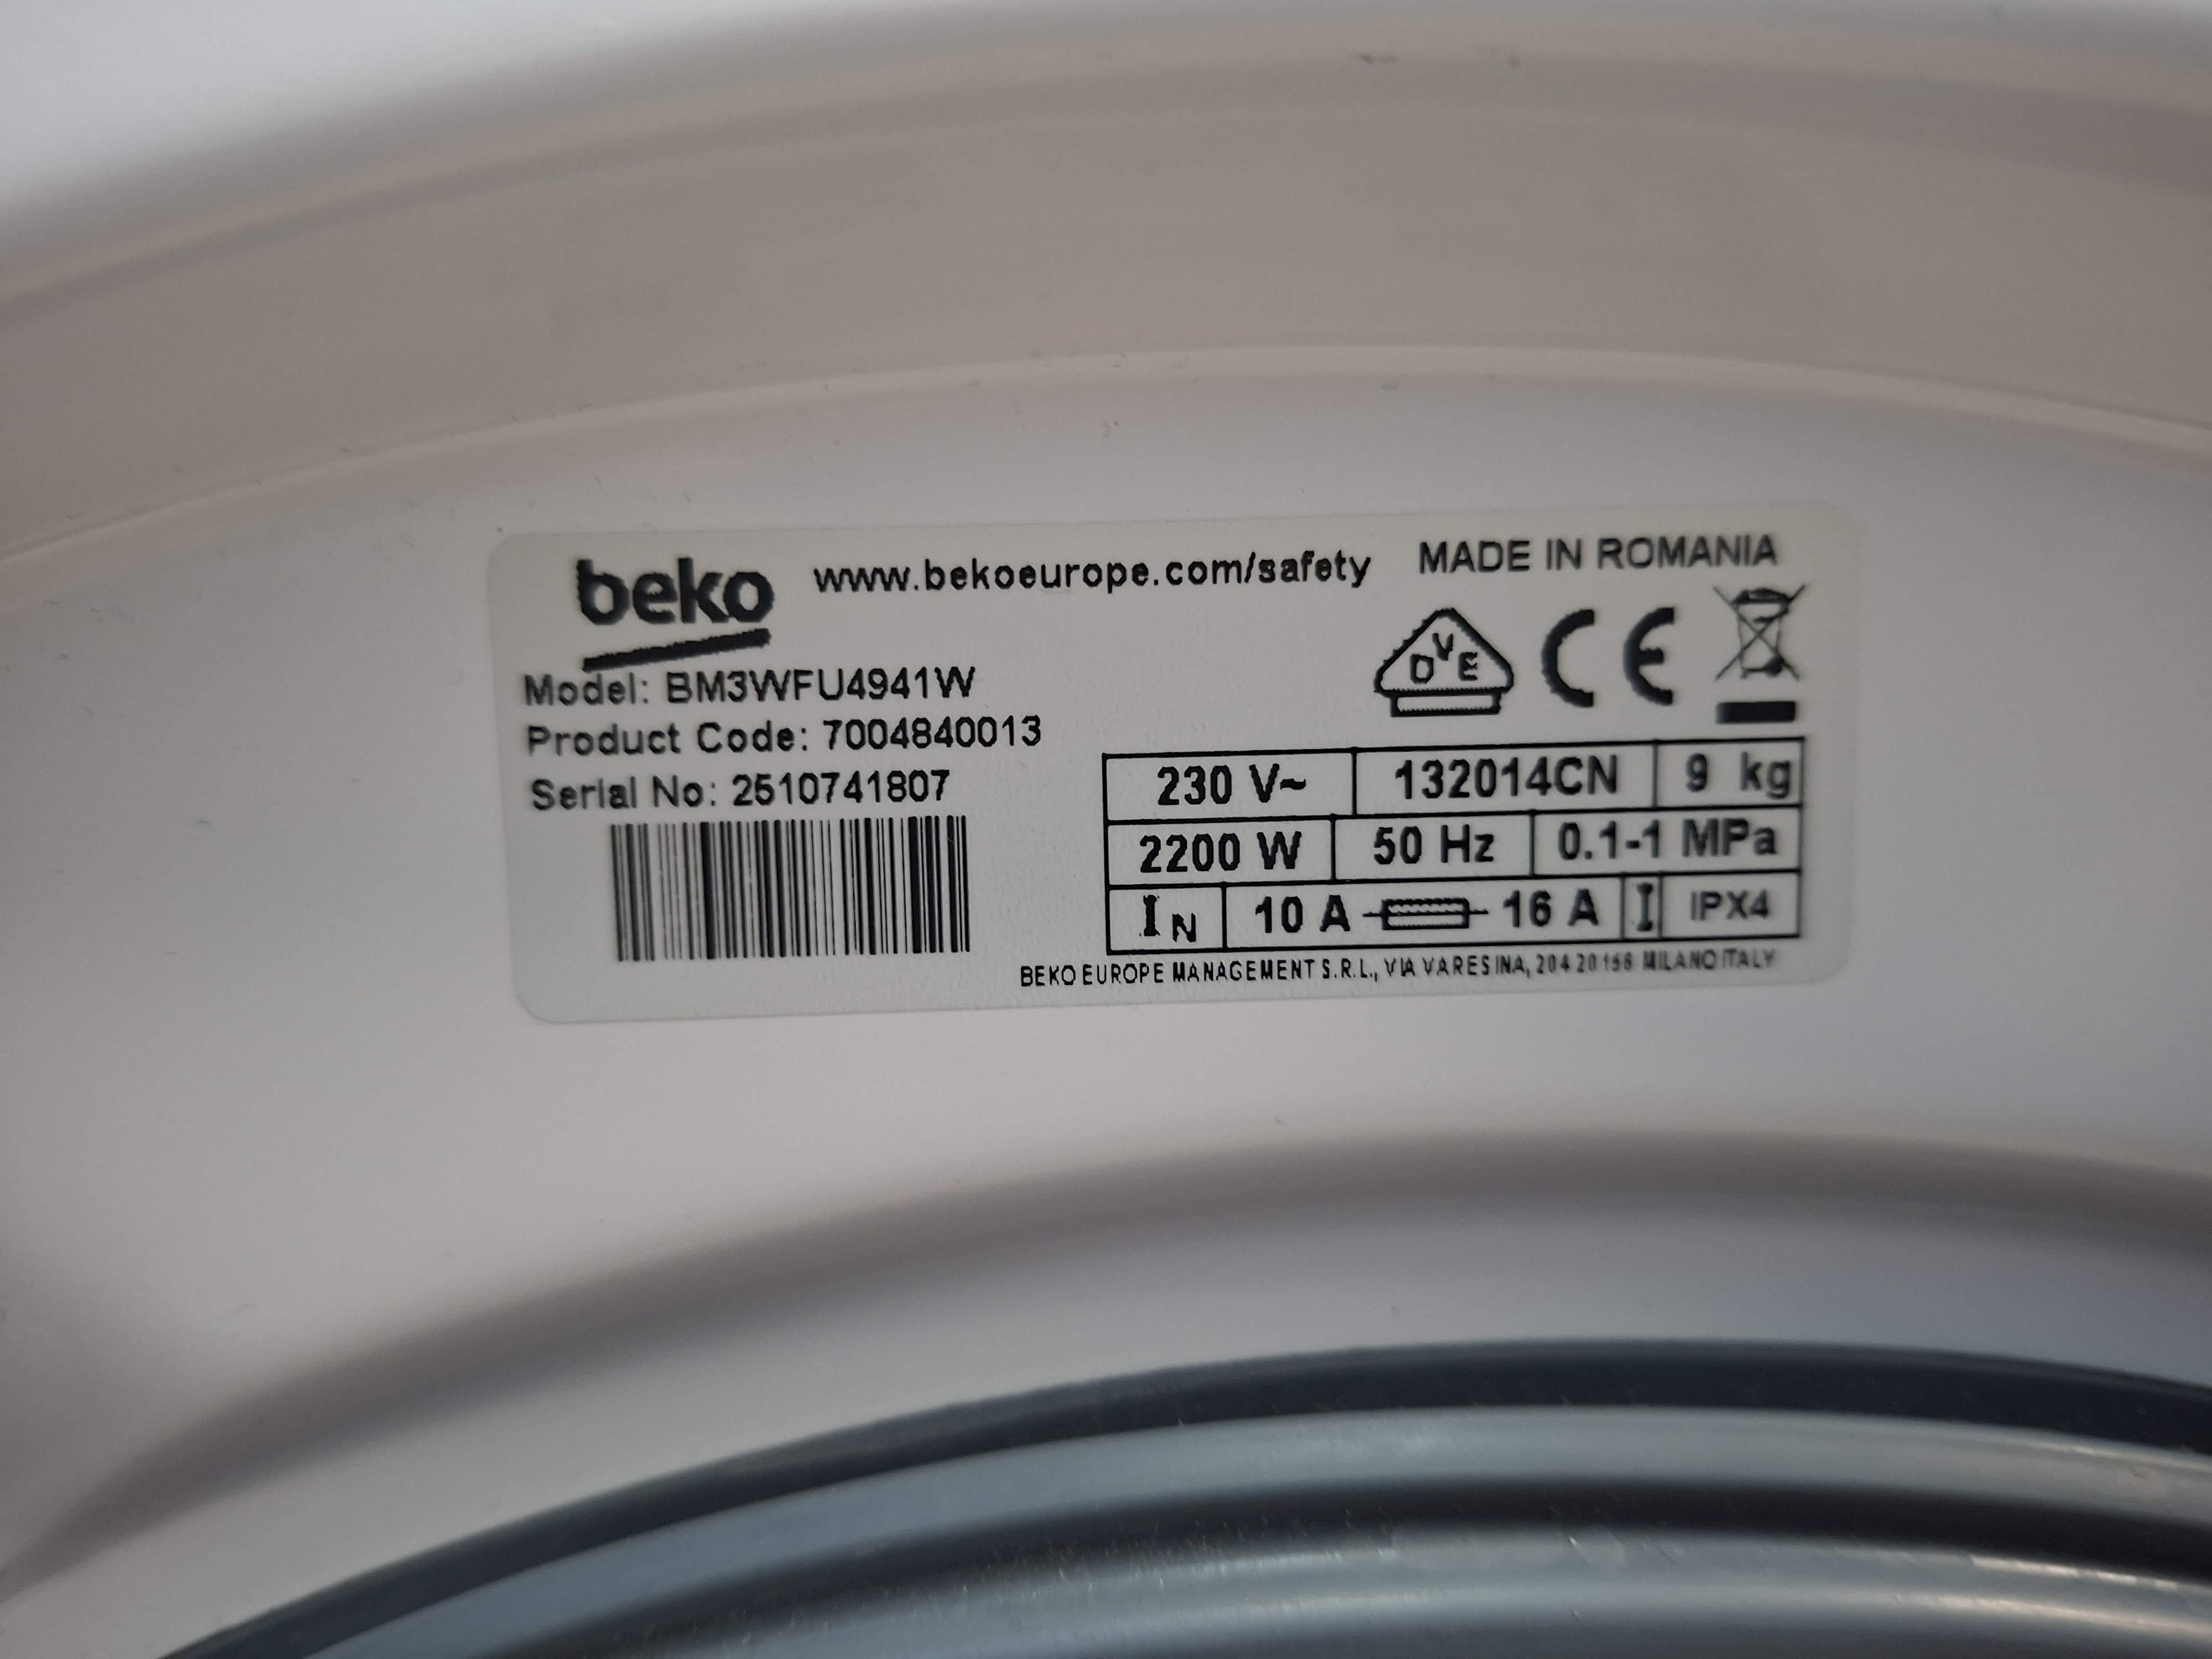 beko www.bekoeurope.com/safety MADE IN ROMANIA
DVE CE
Model: BM3WFU4941W
Product Code: 7004840013
Serial No: 2510741807
230 V~ 132014CN 9 kg
2200 W 50 Hz 0.1-1 MPa
IN 10 A 16 A I IPX4
BEKO EUROPE MANAGEMENT S.R.L., VIA VARESINA, 204 20156 MILANO ITALY